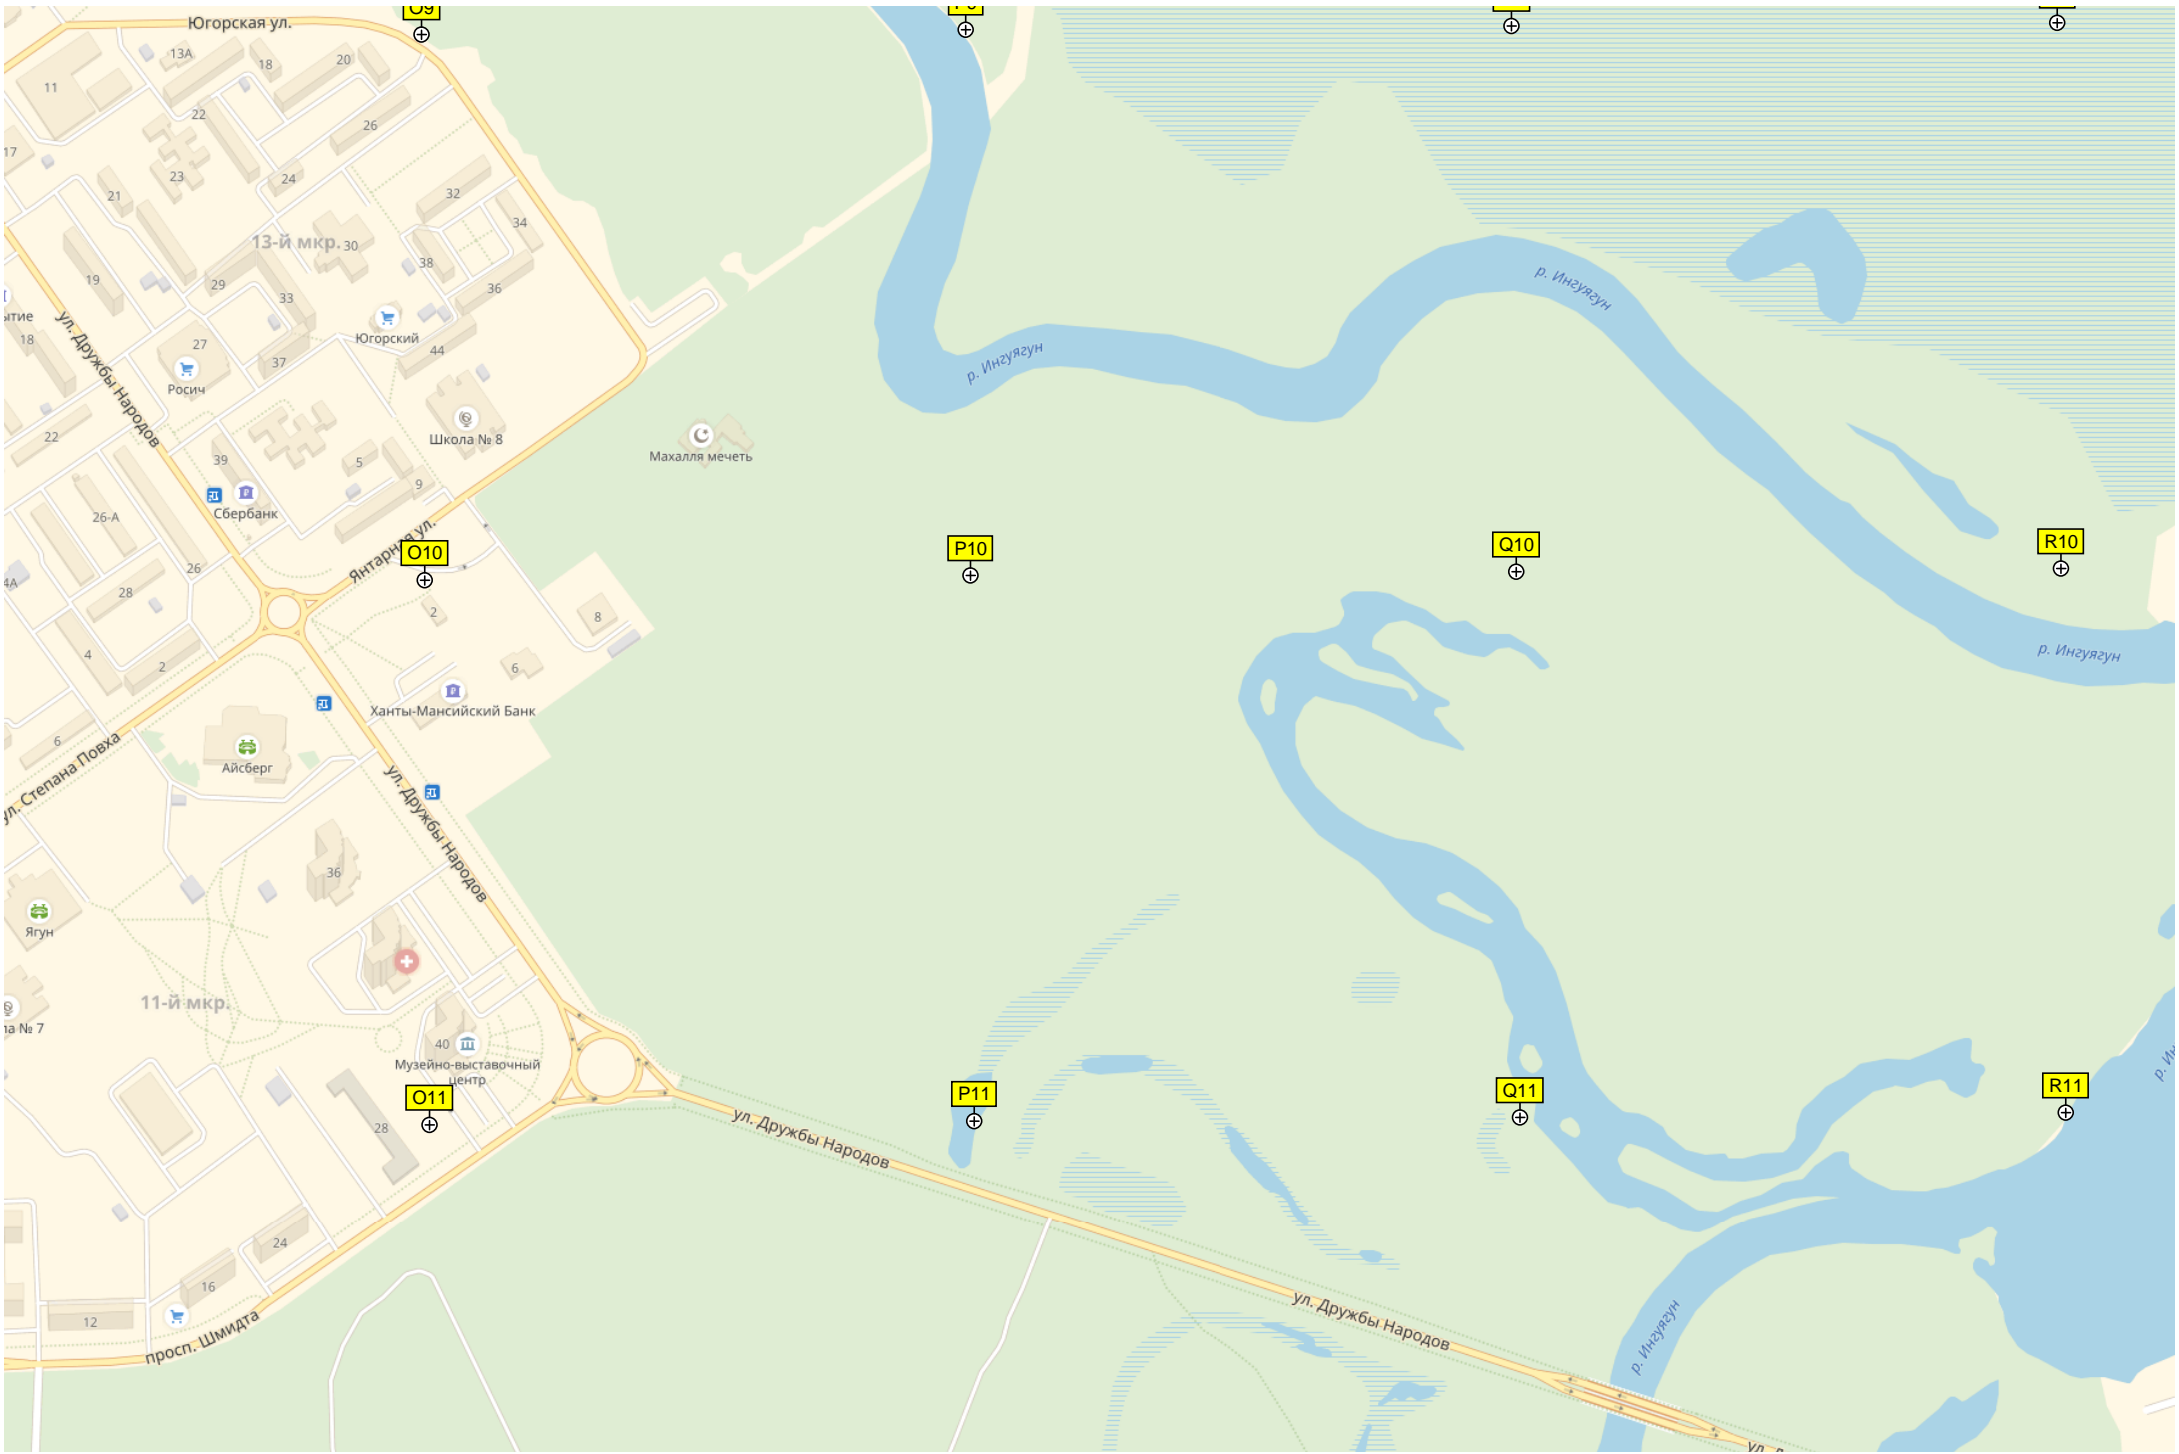 O9
Югорская ул.
13А
18
20
11
22
26
17
23
24
21
32
34
13-й мкр.
30
38
19
29
33
36
ытие
18
ул. Дружбы Народов
27
Югорский
44
37
Росич
р. Ингуягун
р. Ингуягун
22
Школа № 8
Махалля мечеть
39
5
9
26-А
Сбербанк
Янтарная ул.
O10
P10
Q10
R10
4А
28
26
2
8
4
2
6
р. Ингуягун
Ханты-Мансийский Банк
6
Айсберг
ул. Степана Повха
ул. Дружбы Народов
36
Ягун
11-й мкр.
ла № 7
40
Музейно-выставочный
центр
O11
P11
Q11
R11
28
ул. Дружбы Народов
24
16
12
просп. Шмидта
ул. Дружбы Народов
р. Ингуягун